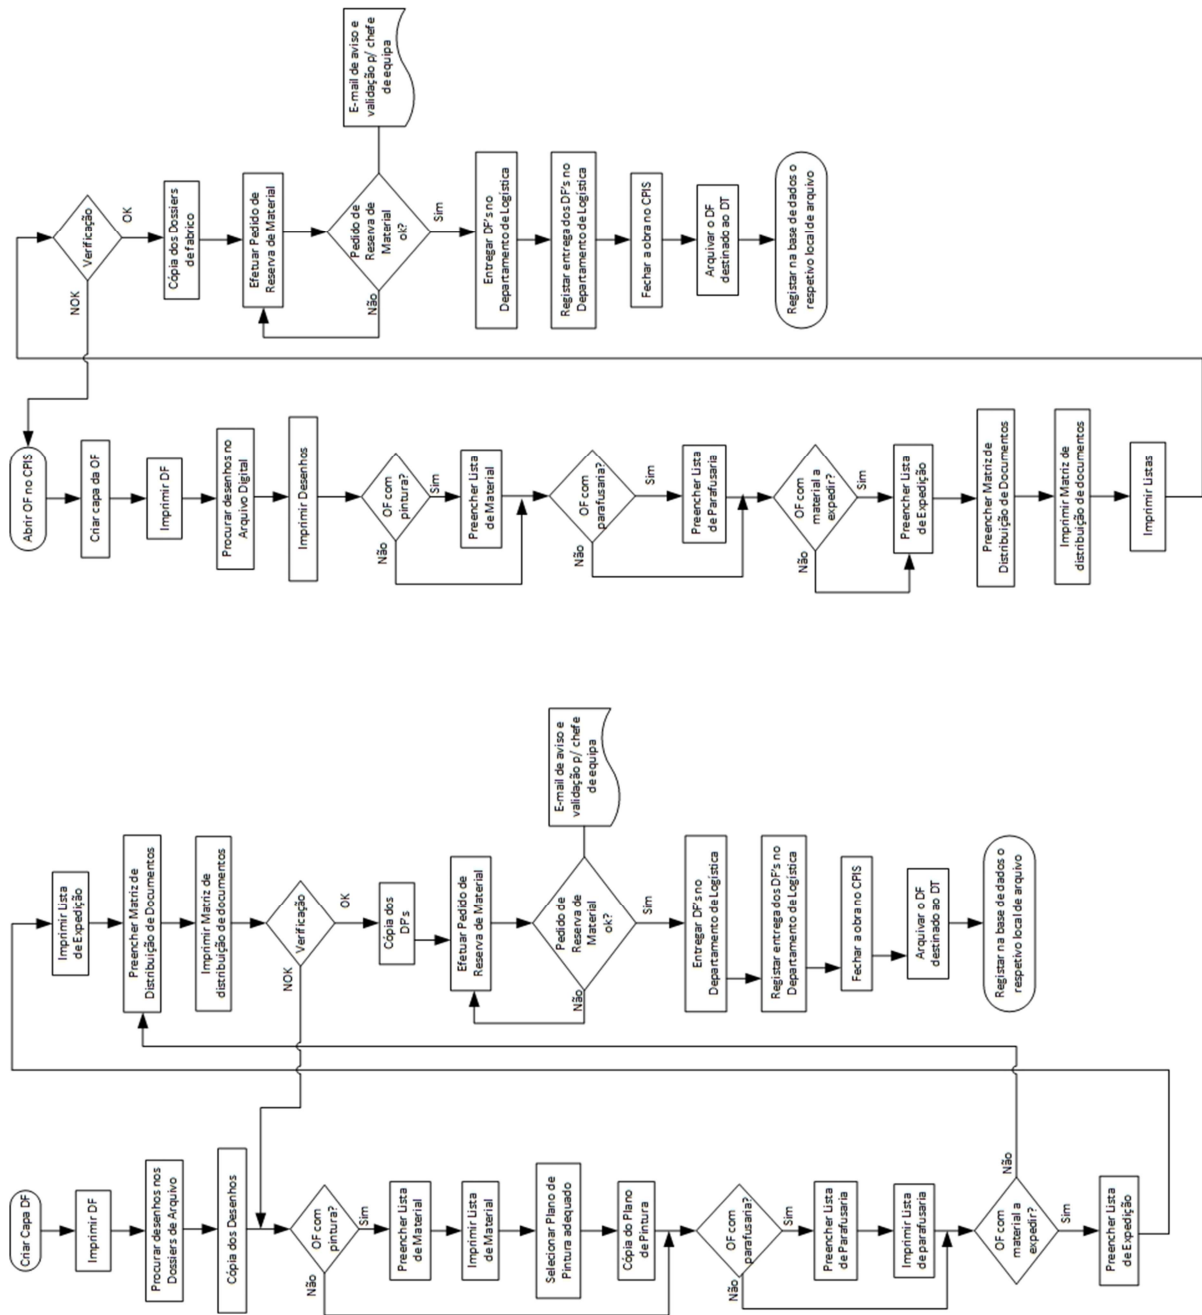 Criar Capa DF
Imprimir DF
Procurar desenhos nos
Dossiers de Arquivo
Cópia dos Desenhos
OF com
pintura?
Sim
Não
Preencher Lista
de Material
Imprimir Lista
de Material
Selecionar Plano de
Pintura adequado
Cópia do Plano
de Pintura
OF com
parafusaria?
Sim
Não
Preencher Lista
de Parafusaria
Imprimir Lista
de parafusaria
OF com
material a
expedir?
Não
Sim
Preencher Lista
de Expedição
Imprimir Lista
de Expedição
Preencher Matriz de
Distribuição de Documentos
Imprimir Matriz de
distribuição de documentos
Verificação
NOK
OK
Cópia dos
DP's
Efetuar Pedido de
Reserva de Material
Pedido de
Reserva de
Material
ok?
Não
Sim
E-mail de aviso e
validação p/ chefe
de equipa
Entregar DF's no
Departamento de Logística
Registar entrega dos DF's no
Departamento de Logística
Fechar a obra no CPIS
Arquivar o DF
destinado ao DT
Registar na base de dados o
respetivo local de arquivo
Abrir OF no CPIS
Criar capa da OF
Imprimir DF
Procurar desenhos no
Arquivo Digital
Imprimir Desenhos
OF com
pintura?
Sim
Não
Preencher Lista
de Material
OF com
parafusaria?
Sim
Não
Preencher Lista
de Parafusaria
OF com
material a
expedir?
Sim
Não
Preencher Lista
de Expedição
Preencher Matriz de
Distribuição de Documentos
Imprimir Matriz de
distribuição de documentos
Imprimir Listas
Verificação
NOK
OK
Cópia dos Dossiers
de fabrico
Efetuar Pedido de
Reserva de Material
Pedido de
Reserva de
Material
ok?
Não
Sim
E-mail de aviso e
validação p/ chefe
de equipa
Entregar DF's no
Departamento de Logística
Registar entrega dos DF's no
Departamento de Logística
Fechar a obra no CPIS
Arquivar o DF
destinado ao DT
Registar na base de dados o
respetivo local de arquivo